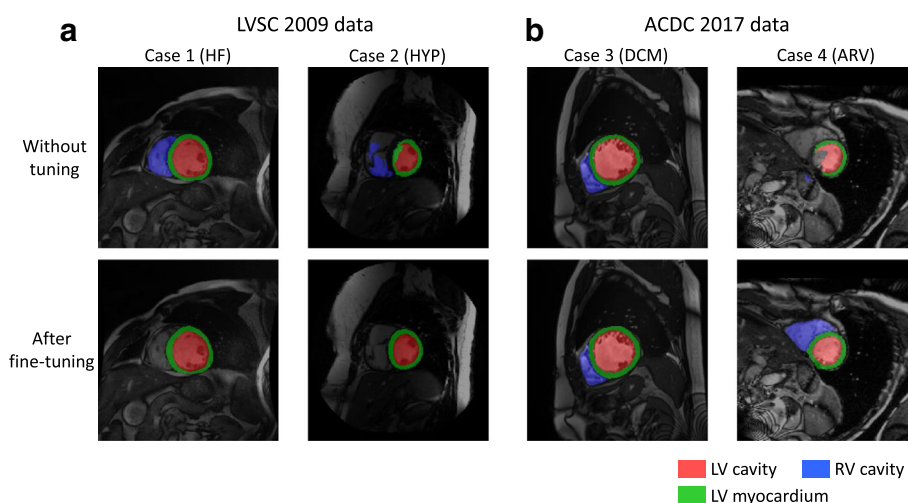 a
LVSC 2009 data
b
ACDC 2017 data
Case 1 (HF)
Case 2 (HYP)
Case 3 (DCM)
Case 4 (ARV)
Without
tuning
After
fine-tuning
LV cavity
RV cavity
LV myocardium